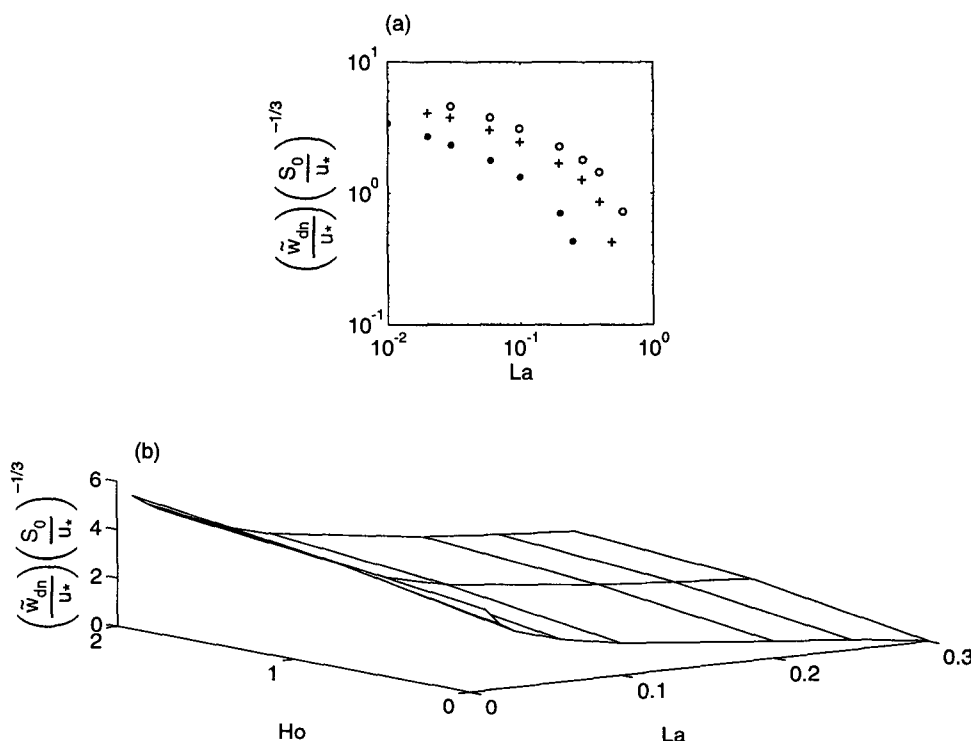 (a)
10^1
10^0
10^-1
(w̃_dn / u_*) (S_0 / u_*)^-1/3
10^-2 10^-1 10^0
La
(b)
6
4
2
0
(w̃_dn / u_*) (S_0 / u_*)^-1/3
2 1 0
Ho
0 0.1 0.2 0.3
La